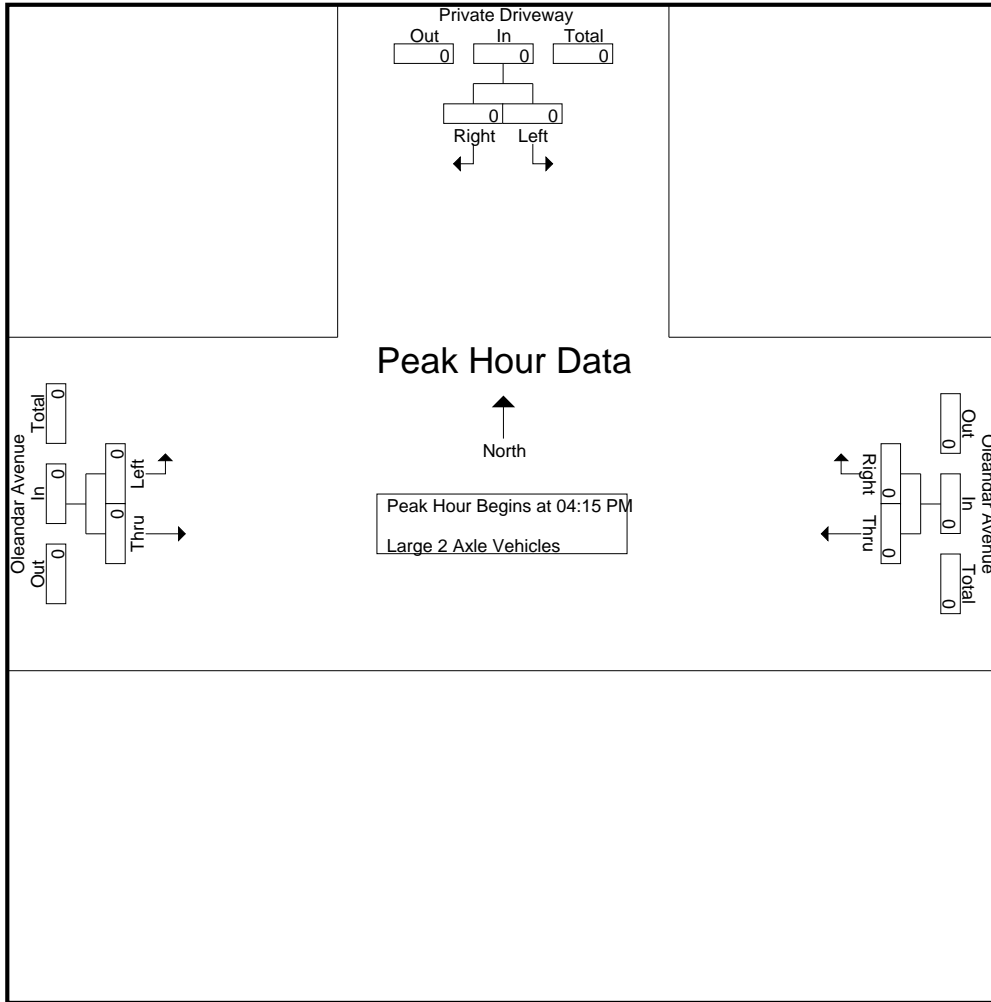 Private Driveway
Out In Total
0 0 0
0 0
Right Left
Peak Hour Data
North
Peak Hour Begins at 04:15 PM
Large 2 Axle Vehicles
Oleandar Avenue
Total
0
In
0
Out
0
Left
0
Thru
0
Oleandar Avenue
Out
0
In
0
Total
0
Right
0
Thru
0